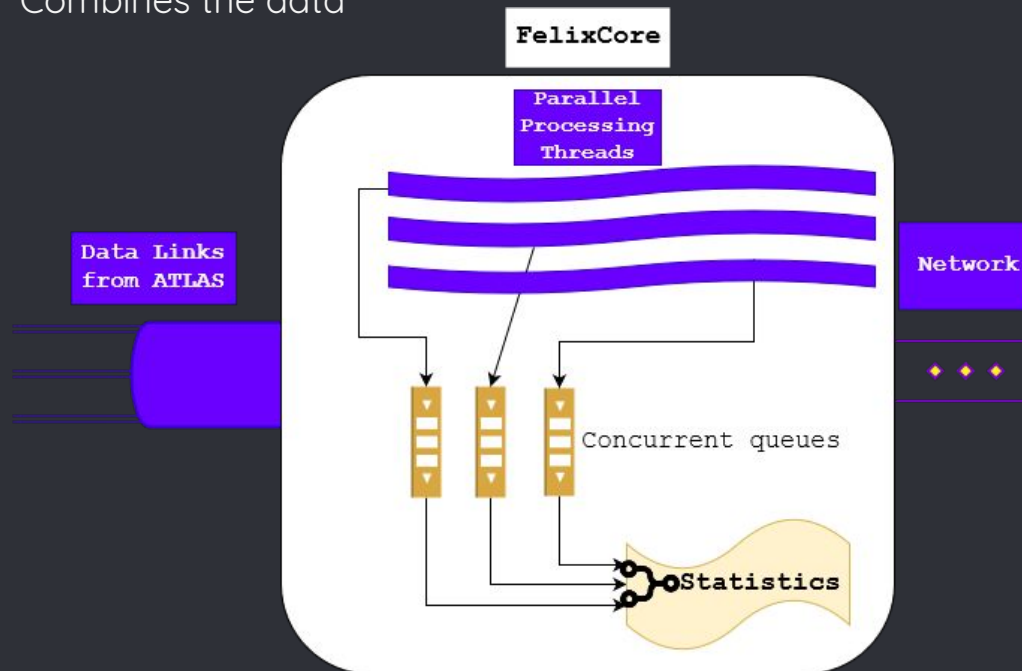 Combines the data
FelixCore
Parallel
Processing
Threads
Data Links
from ATLAS
Network
Concurrent queues
Statistics